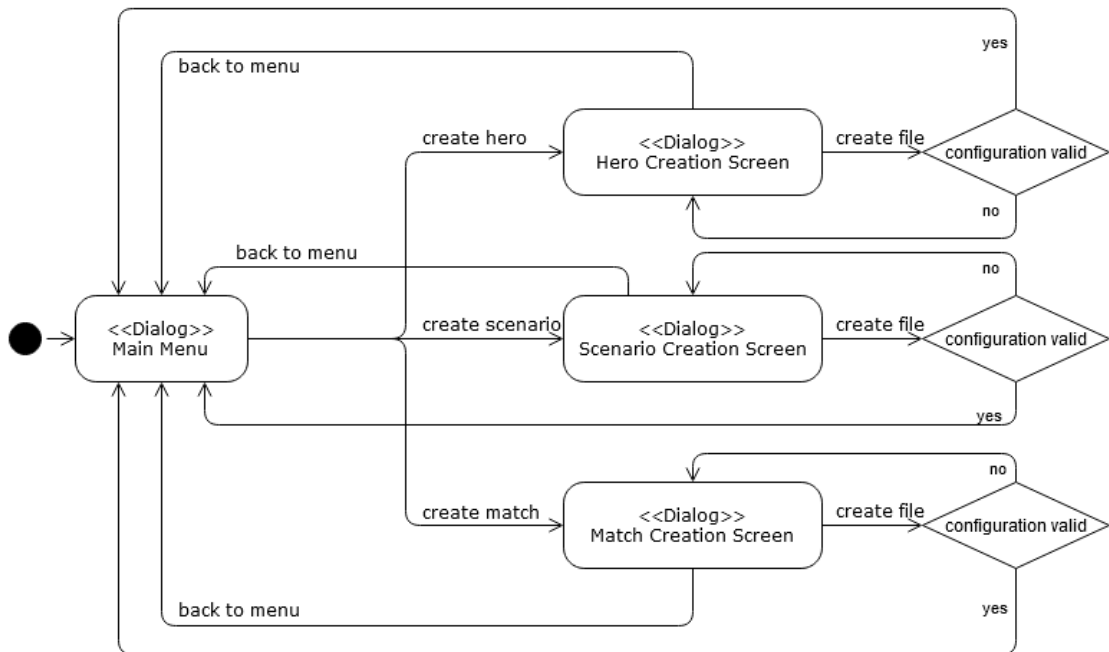 yes
back to menu
create hero
<<Dialog>>
Hero Creation Screen
create file
configuration valid
no
back to menu
no
<<Dialog>>
Main Menu
create scenario
<<Dialog>>
Scenario Creation Screen
create file
configuration valid
yes
no
create match
<<Dialog>>
Match Creation Screen
create file
configuration valid
back to menu
yes